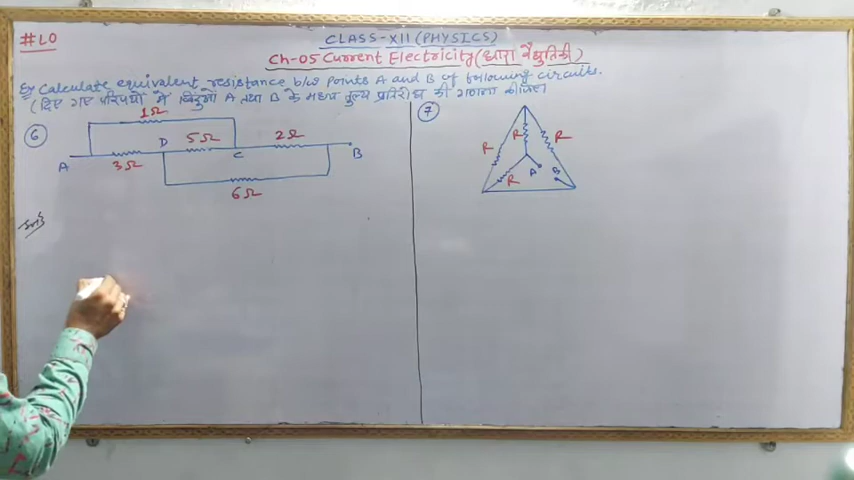 #L0
CLASS-XII (PHYSICS)
Ch-05 Current Electricity (धारा वैद्युतिकी)
Ex Calculate equivalent resistance b/w points A and B of following circuits.
(दिए गए परिपथों में बिन्दुओं A तथा B के मध्य तुल्य प्रतिरोध की गणना कीजिए
6
1Ω
D
5Ω
2Ω
A
3Ω
C
B
6Ω
7
R
R
R
A
B
R